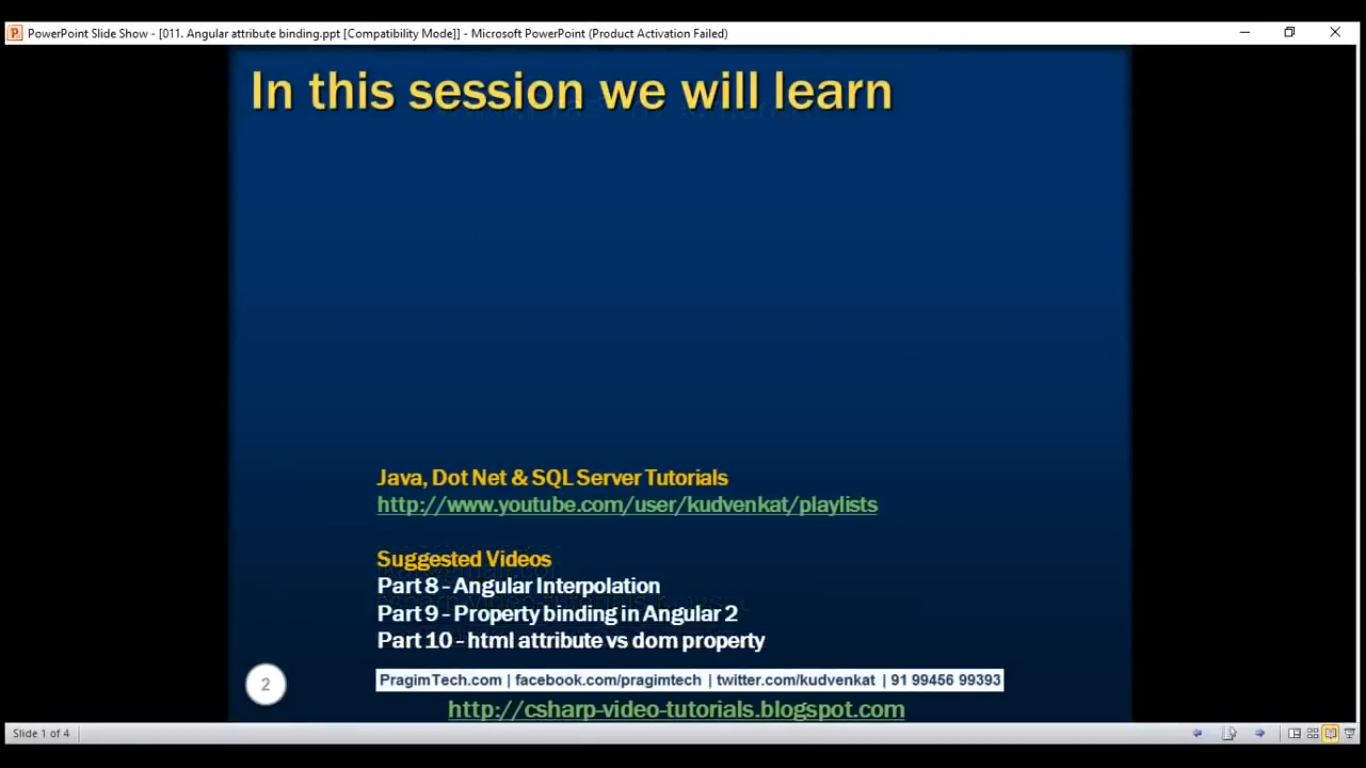 PowerPoint Slide Show - [011. Angular attribute binding.ppt [Compatibility Mode]] - Microsoft PowerPoint (Product Activation Failed)
In this session we will learn
Java, Dot Net & SQL Server Tutorials
http://www.youtube.com/user/kudvenkat/playlists
Suggested Videos
Part 8 - Angular Interpolation
Part 9 - Property binding in Angular 2
Part 10 - html attribute vs dom property
2
PragimTech.com | facebook.com/pragimtech | twitter.com/kudvenkat | 91 99456 99393
http://csharp-video-tutorials.blogspot.com
Slide 1 of 4